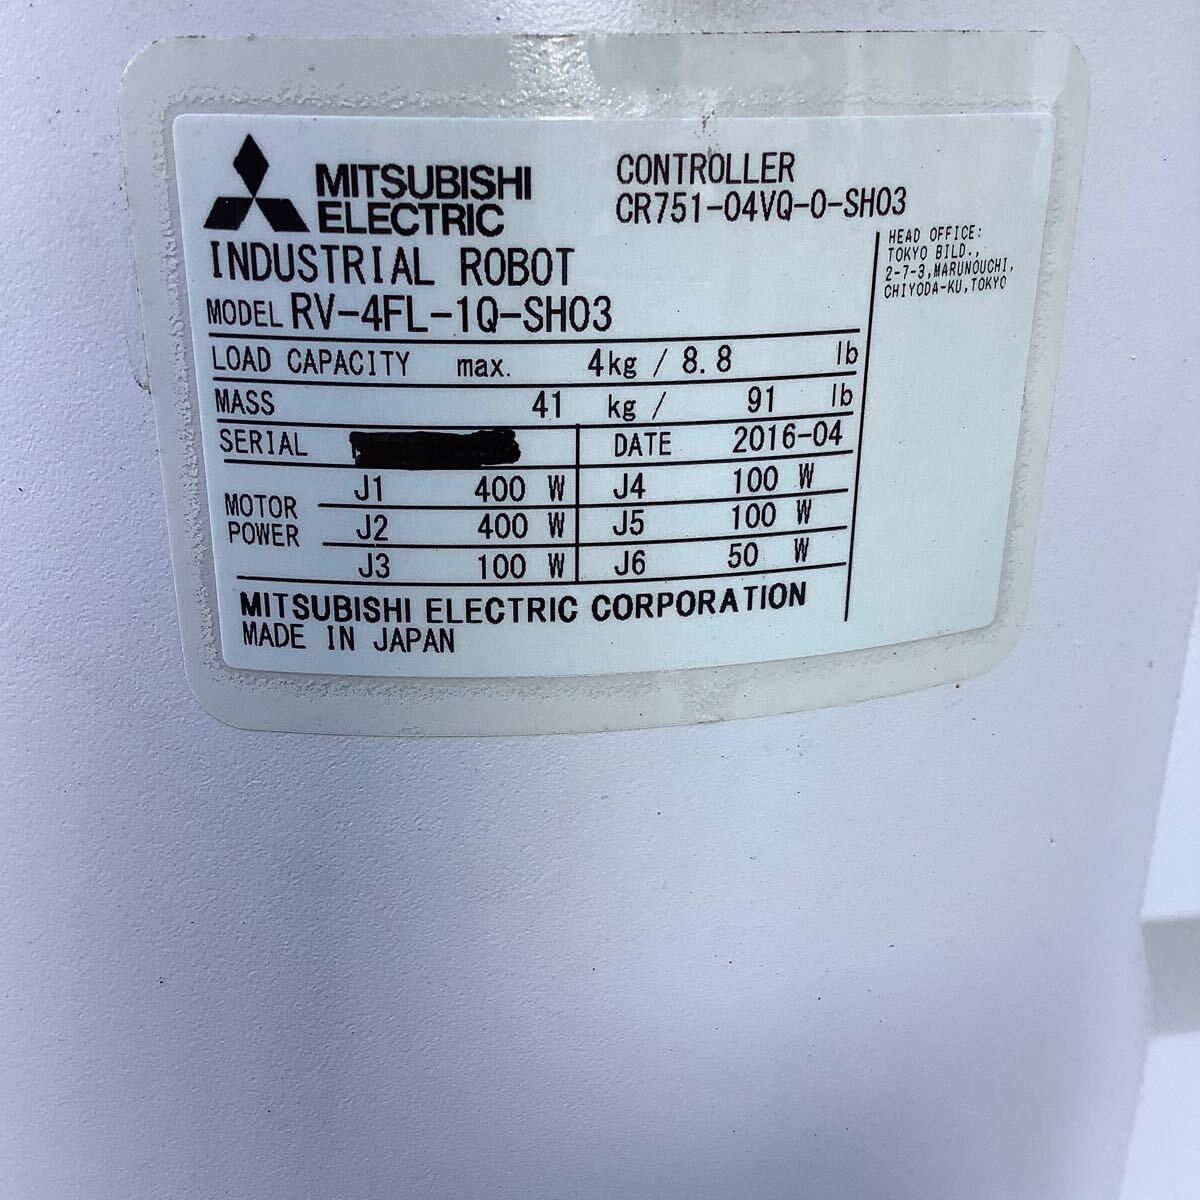 MITSUBISHI
ELECTRIC
CONTROLLER
CR751-04VQ-0-SH03
INDUSTRIAL ROBOT
MODEL RV-4FL-1Q-SH03
HEAD OFFICE:
TOKYO BILD.,
2-7-3,MARUNOUCHI,
CHIYODA-KU,TOKYO
LOAD CAPACITY max. 4kg / 8.8 lb
MASS 41 kg / 91 lb
SERIAL DATE 2016-04
MOTOR POWER
J1 400 W J4 100 W
J2 400 W J5 100 W
J3 100 W J6 50 W
MITSUBISHI ELECTRIC CORPORATION
MADE IN JAPAN